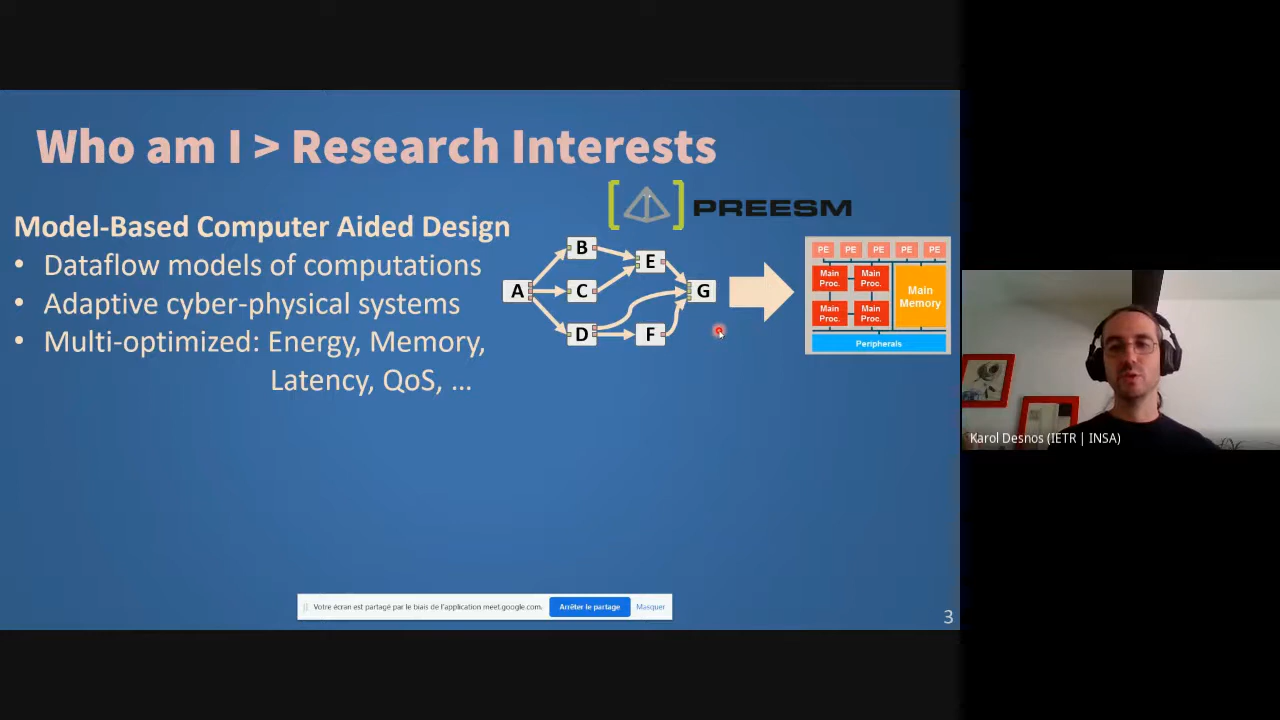 Who am I > Research Interests
PREESM
Model-Based Computer Aided Design
• Dataflow models of computations
• Adaptive cyber-physical systems
• Multi-optimized: Energy, Memory,
Latency, QoS, ...
A
B
C
D
E
F
G
PE PE PE PE PE
Main Proc.
Main Proc.
Main Proc.
Main Proc.
Main Memory
Peripherals
Karol Desnos (IETR | INSA)
Votre écran est partagé par le biais de l'application meet.google.com.
Arrêter le partage
Masquer
3